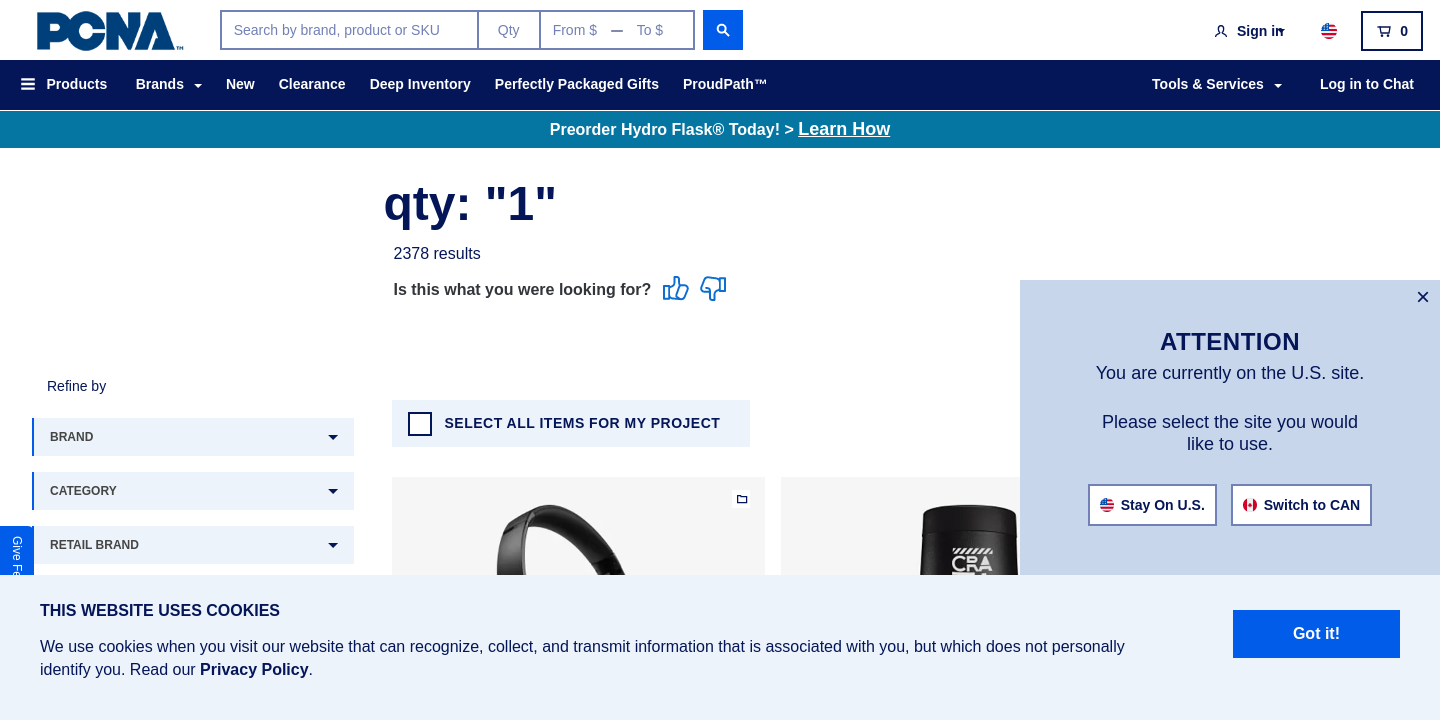 PCNA™
Search by brand, product or SKU
Qty
From $ — To $
Sign in
0
Products
Brands
New
Clearance
Deep Inventory
Perfectly Packaged Gifts
ProudPath™
Tools & Services
Log in to Chat
Preorder Hydro Flask® Today! > Learn How
qty: "1"
2378 results
Is this what you were looking for?
Refine by
BRAND
CATEGORY
RETAIL BRAND
SELECT ALL ITEMS FOR MY PROJECT
ATTENTION
You are currently on the U.S. site.
Please select the site you would
like to use.
Stay On U.S.
Switch to CAN
Give
THIS WEBSITE USES COOKIES
We use cookies when you visit our website that can recognize, collect, and transmit information that is associated with you, but which does not personally
identify you. Read our Privacy Policy.
Got it!